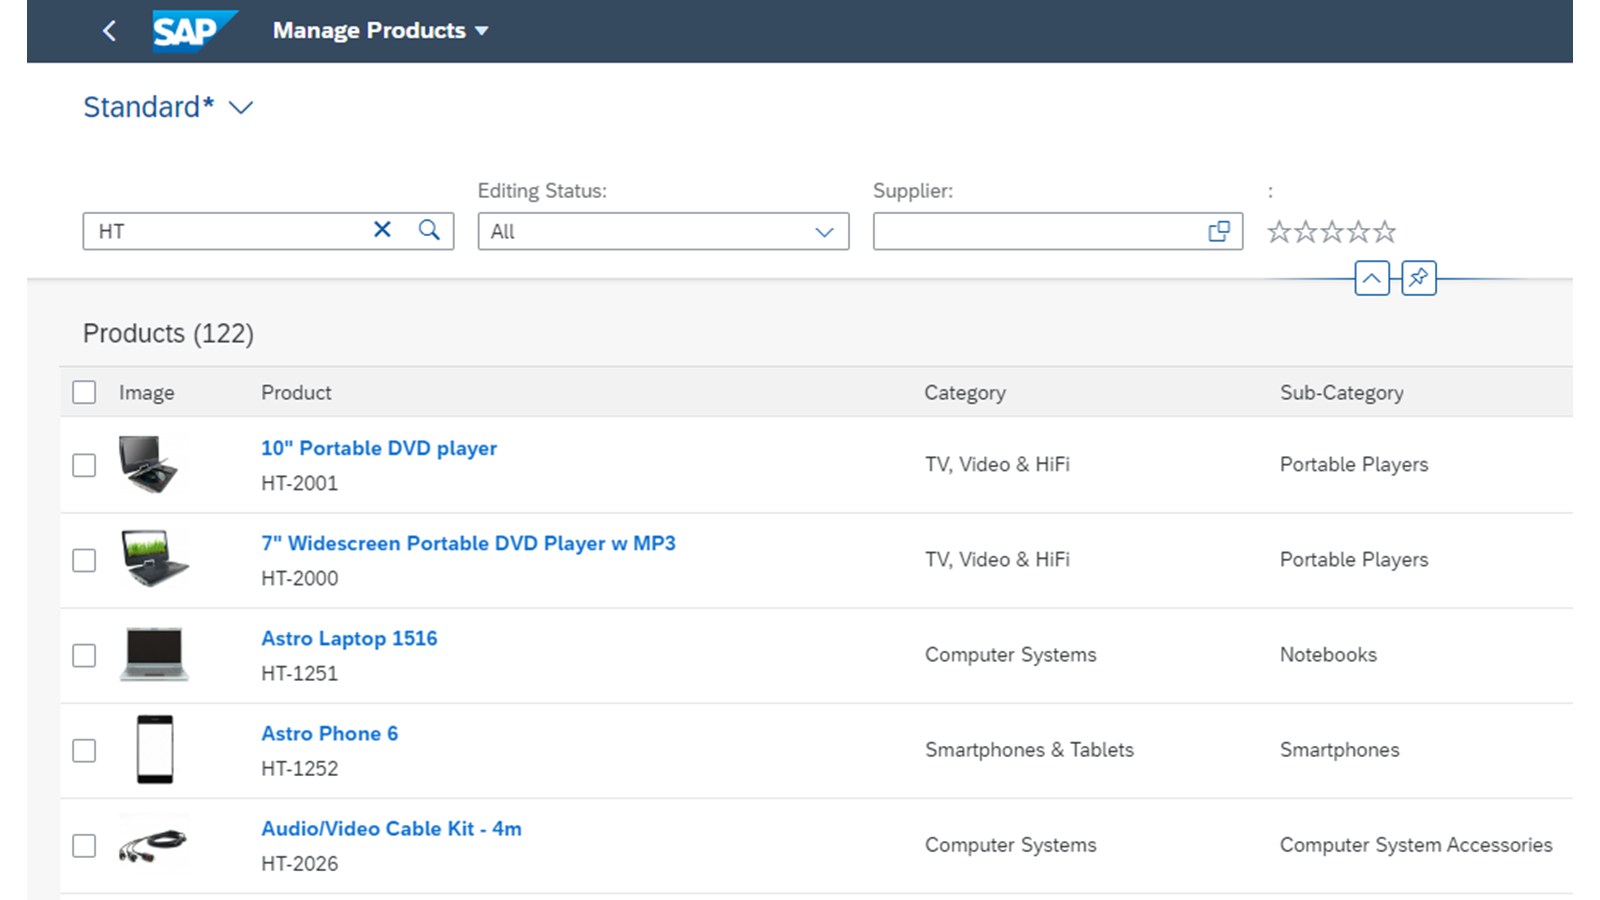 SAP Manage Products
Standard*
Editing Status:
Supplier:
:
HT
All
Products (122)
Image Product Category Sub-Category
10" Portable DVD player
HT-2001
TV, Video & HiFi
Portable Players
7" Widescreen Portable DVD Player w MP3
HT-2000
TV, Video & HiFi
Portable Players
Astro Laptop 1516
HT-1251
Computer Systems
Notebooks
Astro Phone 6
HT-1252
Smartphones & Tablets
Smartphones
Audio/Video Cable Kit - 4m
HT-2026
Computer Systems
Computer System Accessories